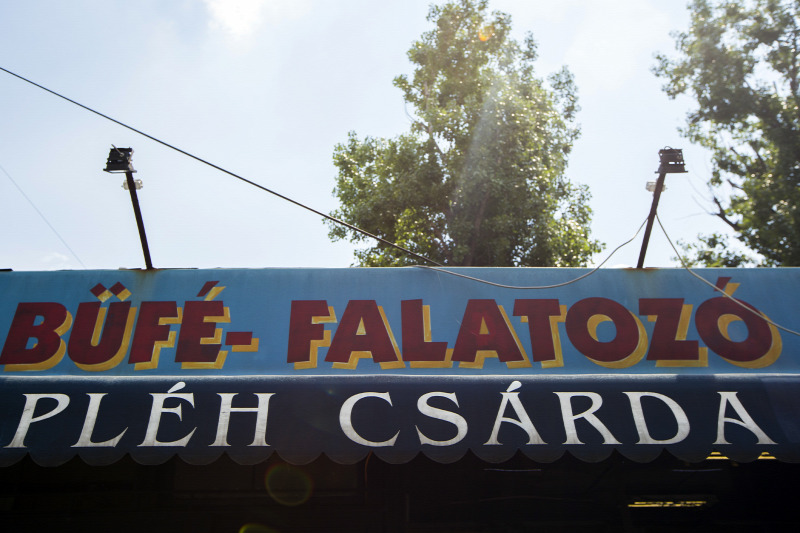 BÜFÉ- FALATOZÓ
PLÉH CSÁRDA